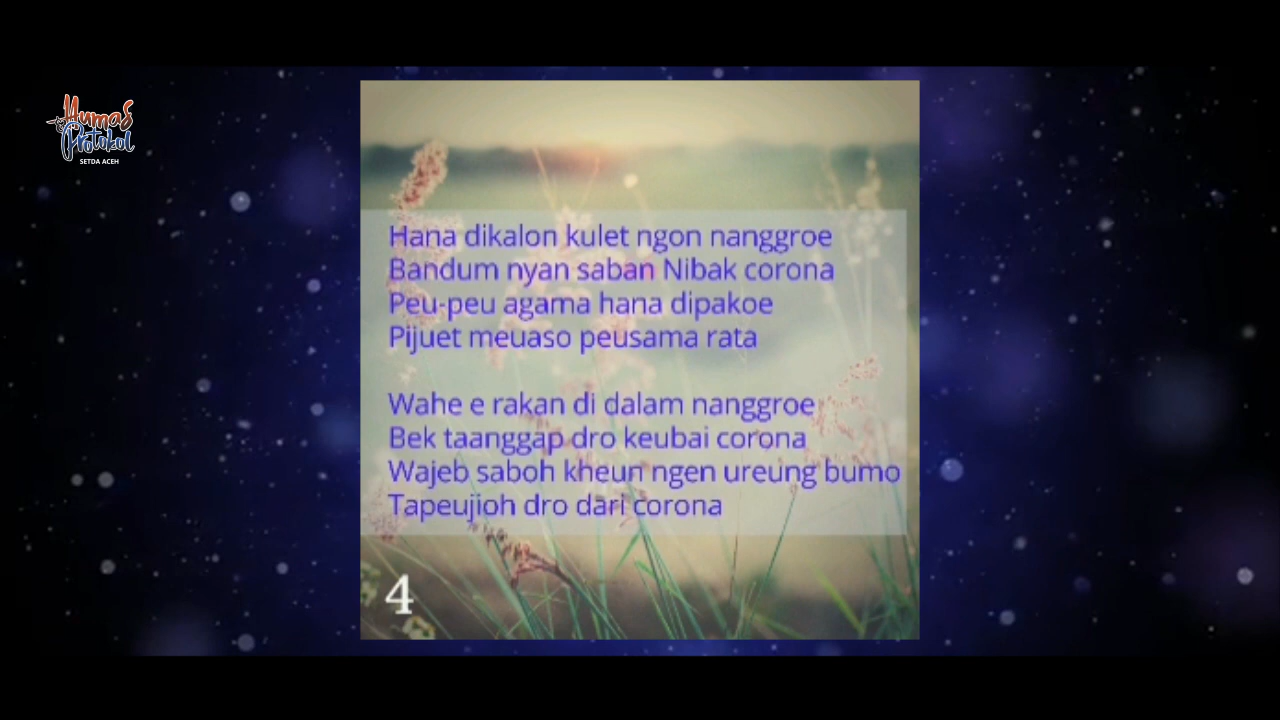 Humas
Protokol
SETDA ACEH
Hana dikalon kulet ngon nanggroe
Bandum nyan saban Nibak corona
Peu-peu agama hana dipakoe
Pijuet meuaso peusama rata
Wahe e rakan di dalam nanggroe
Bek taanggap dro keubai corona
Wajeb saboh kheun ngen ureung bumo
Tapeujioh dro dari corona
4